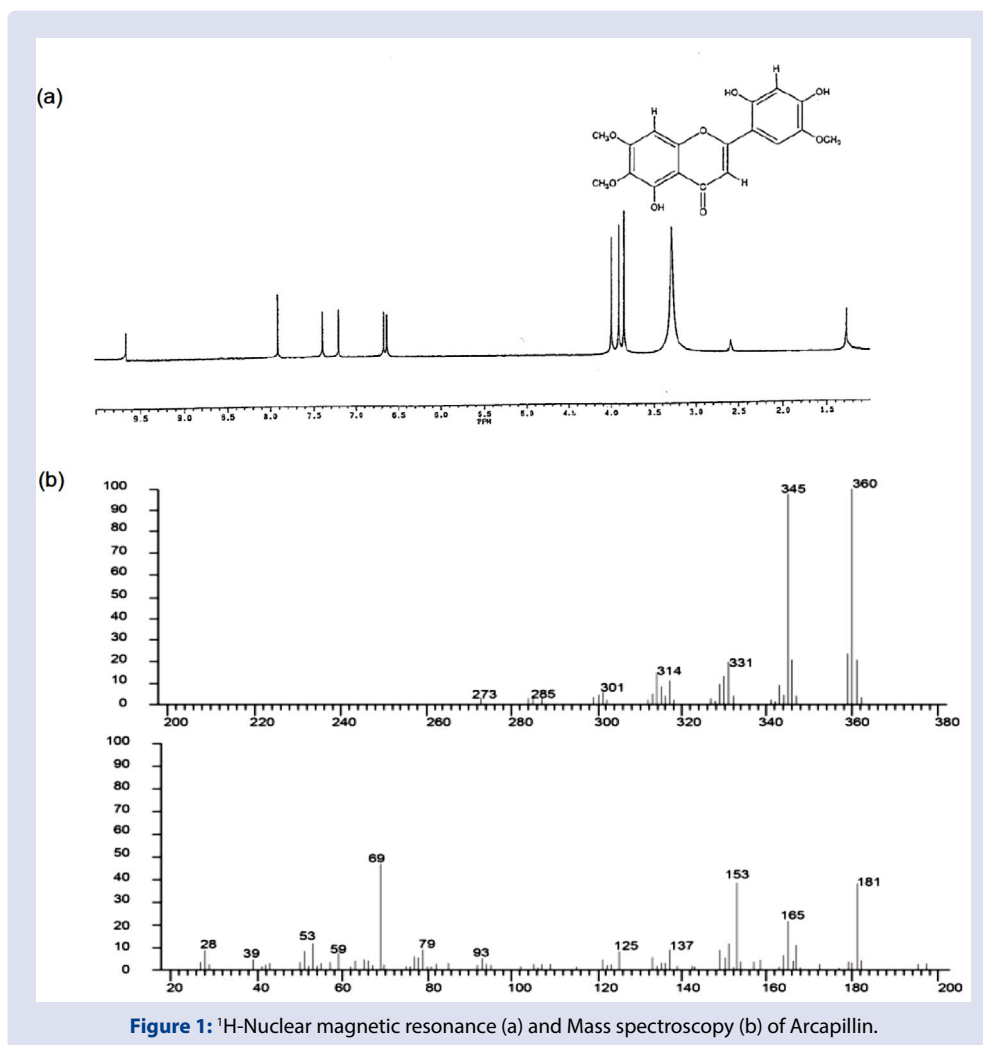 (a)
H
HO
OH
H
CH₃O
O
OCH₃
CH₃O
C
H
OH
O
9.5 9.0 8.5 8.0 7.5 7.0 6.5 6.0 5.5 5.0 4.5 4.0 3.5 3.0 2.5 2.0 1.5
PPM
(b)
100
90
80
70
60
50
40
30
20
10
0
345
360
331
314
301
285
273
200 220 240 260 280 300 320 340 360 380
100
90
80
70
60
50
40
30
20
10
0
69
153
181
165
53
28
39
59
79
93
125
137
20 40 60 80 100 120 140 160 180 200
Figure 1: ¹H-Nuclear magnetic resonance (a) and Mass spectroscopy (b) of Arcapillin.